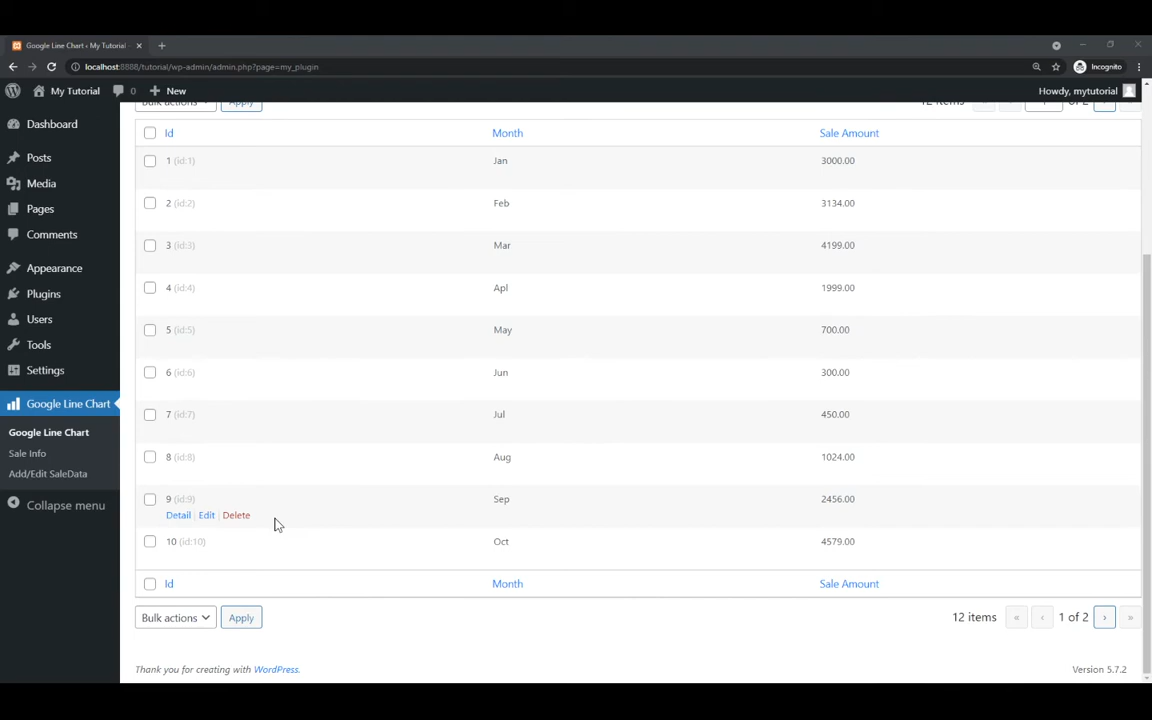 Google Line Chart ‹ My Tutorial
localhost:8888/tutorial/wp-admin/admin.php?page=my_plugin
Incognito
My Tutorial
0
New
Howdy, mytutorial
Dashboard
Posts
Media
Pages
Comments
Appearance
Plugins
Users
Tools
Settings
Google Line Chart
Google Line Chart
Sale Info
Add/Edit SaleData
Collapse menu
Bulk actions
Apply
12 items
of 2
Id Month Sale Amount
1 (id:1) Jan 3000.00
2 (id:2) Feb 3134.00
3 (id:3) Mar 4199.00
4 (id:4) Apl 1999.00
5 (id:5) May 700.00
6 (id:6) Jun 300.00
7 (id:7) Jul 450.00
8 (id:8) Aug 1024.00
9 (id:9) Sep 2456.00
Detail | Edit | Delete
10 (id:10) Oct 4579.00
Id Month Sale Amount
Bulk actions Apply 12 items « ‹ 1 of 2 › »
Thank you for creating with WordPress. Version 5.7.2